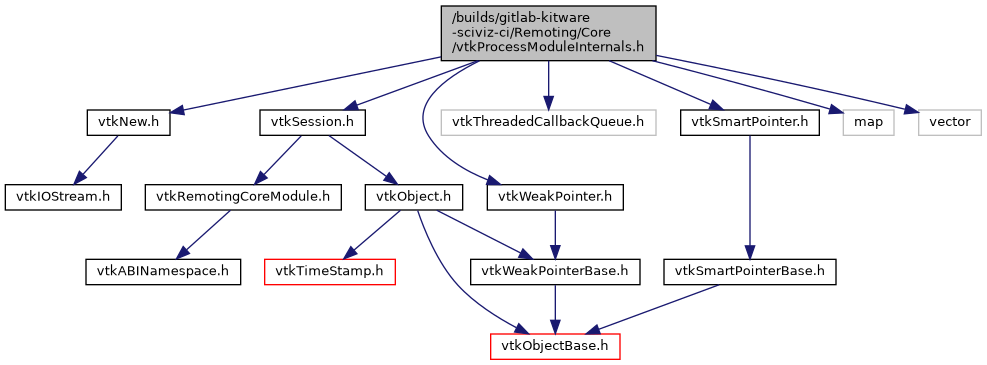 /builds/gitlab-kitware
-sciviz-ci/Remoting/Core
/vtkProcessModuleInternals.h
vtkNew.h
vtkSession.h
vtkThreadedCallbackQueue.h
vtkSmartPointer.h
map
vector
vtkIOStream.h
vtkRemotingCoreModule.h
vtkObject.h
vtkWeakPointer.h
vtkABINamespace.h
vtkTimeStamp.h
vtkWeakPointerBase.h
vtkSmartPointerBase.h
vtkObjectBase.h